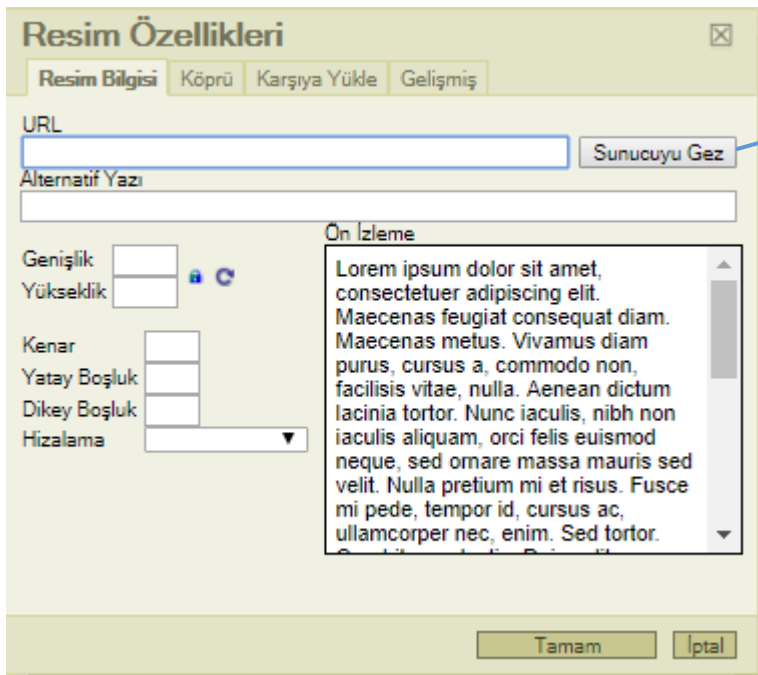 Resim Özellikleri
Resim Bilgisi Köprü Karşıya Yükle Gelişmiş
URL
Sunucuyu Gez
Alternatif Yazı
Genişlik
Yükseklik
Kenar
Yatay Boşluk
Dikey Boşluk
Hizalama
Ön İzleme
Lorem ipsum dolor sit amet,
consectetuer adipiscing elit.
Maecenas feugiat consequat diam.
Maecenas metus. Vivamus diam
purus, cursus a, commodo non,
facilisis vitae, nulla. Aenean dictum
lacinia tortor. Nunc iaculis, nibh non
iaculis aliquam, orci felis euismod
neque, sed ornare massa mauris sed
velit. Nulla pretium mi et risus. Fusce
mi pede, tempor id, cursus ac,
ullamcorper nec, enim. Sed tortor.
Tamam İptal